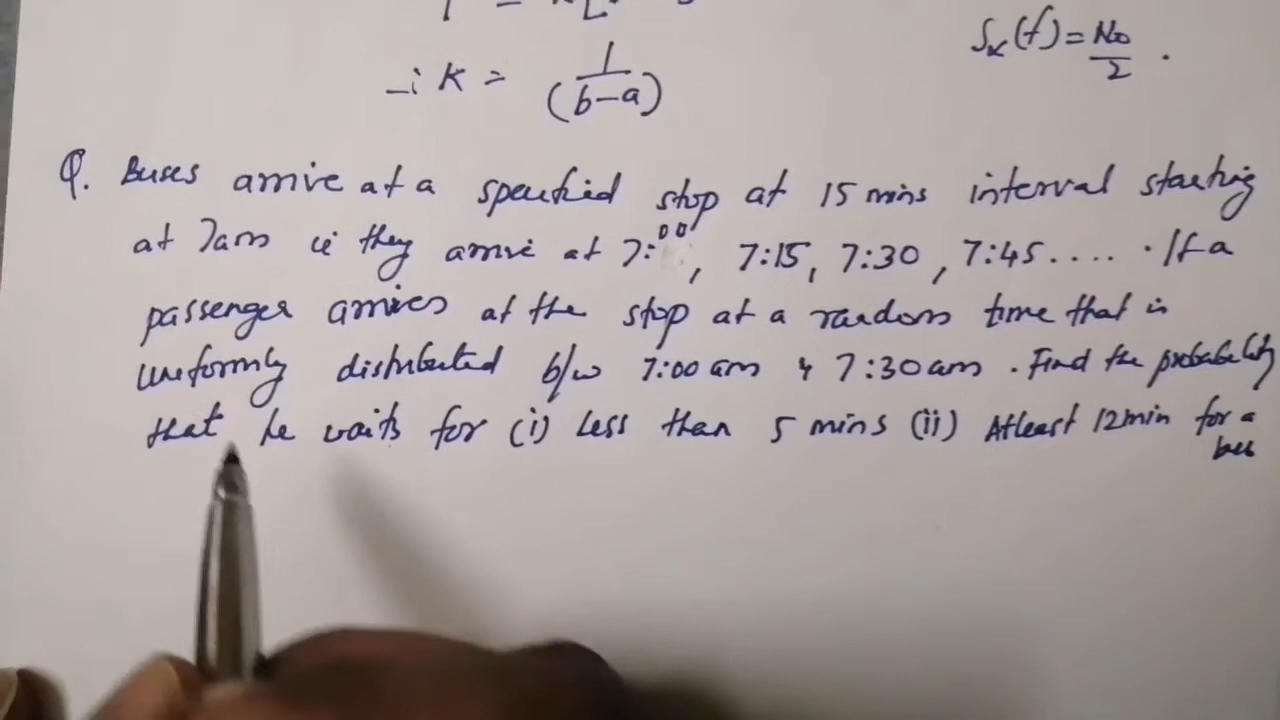 S_x(f) = No/2 .
∴ K = 1/(b-a)
Q. Buses arrive at a specified stop at 15 mins interval starting
at 7am ie they arrive at 7:00, 7:15, 7:30, 7:45.... . If a
passenger arrives at the stop at a random time that is
uniformly distributed b/w 7:00 am & 7:30 am. Find the probability
that he waits for (i) Less than 5 mins (ii) Atleast 12 min for a
bus